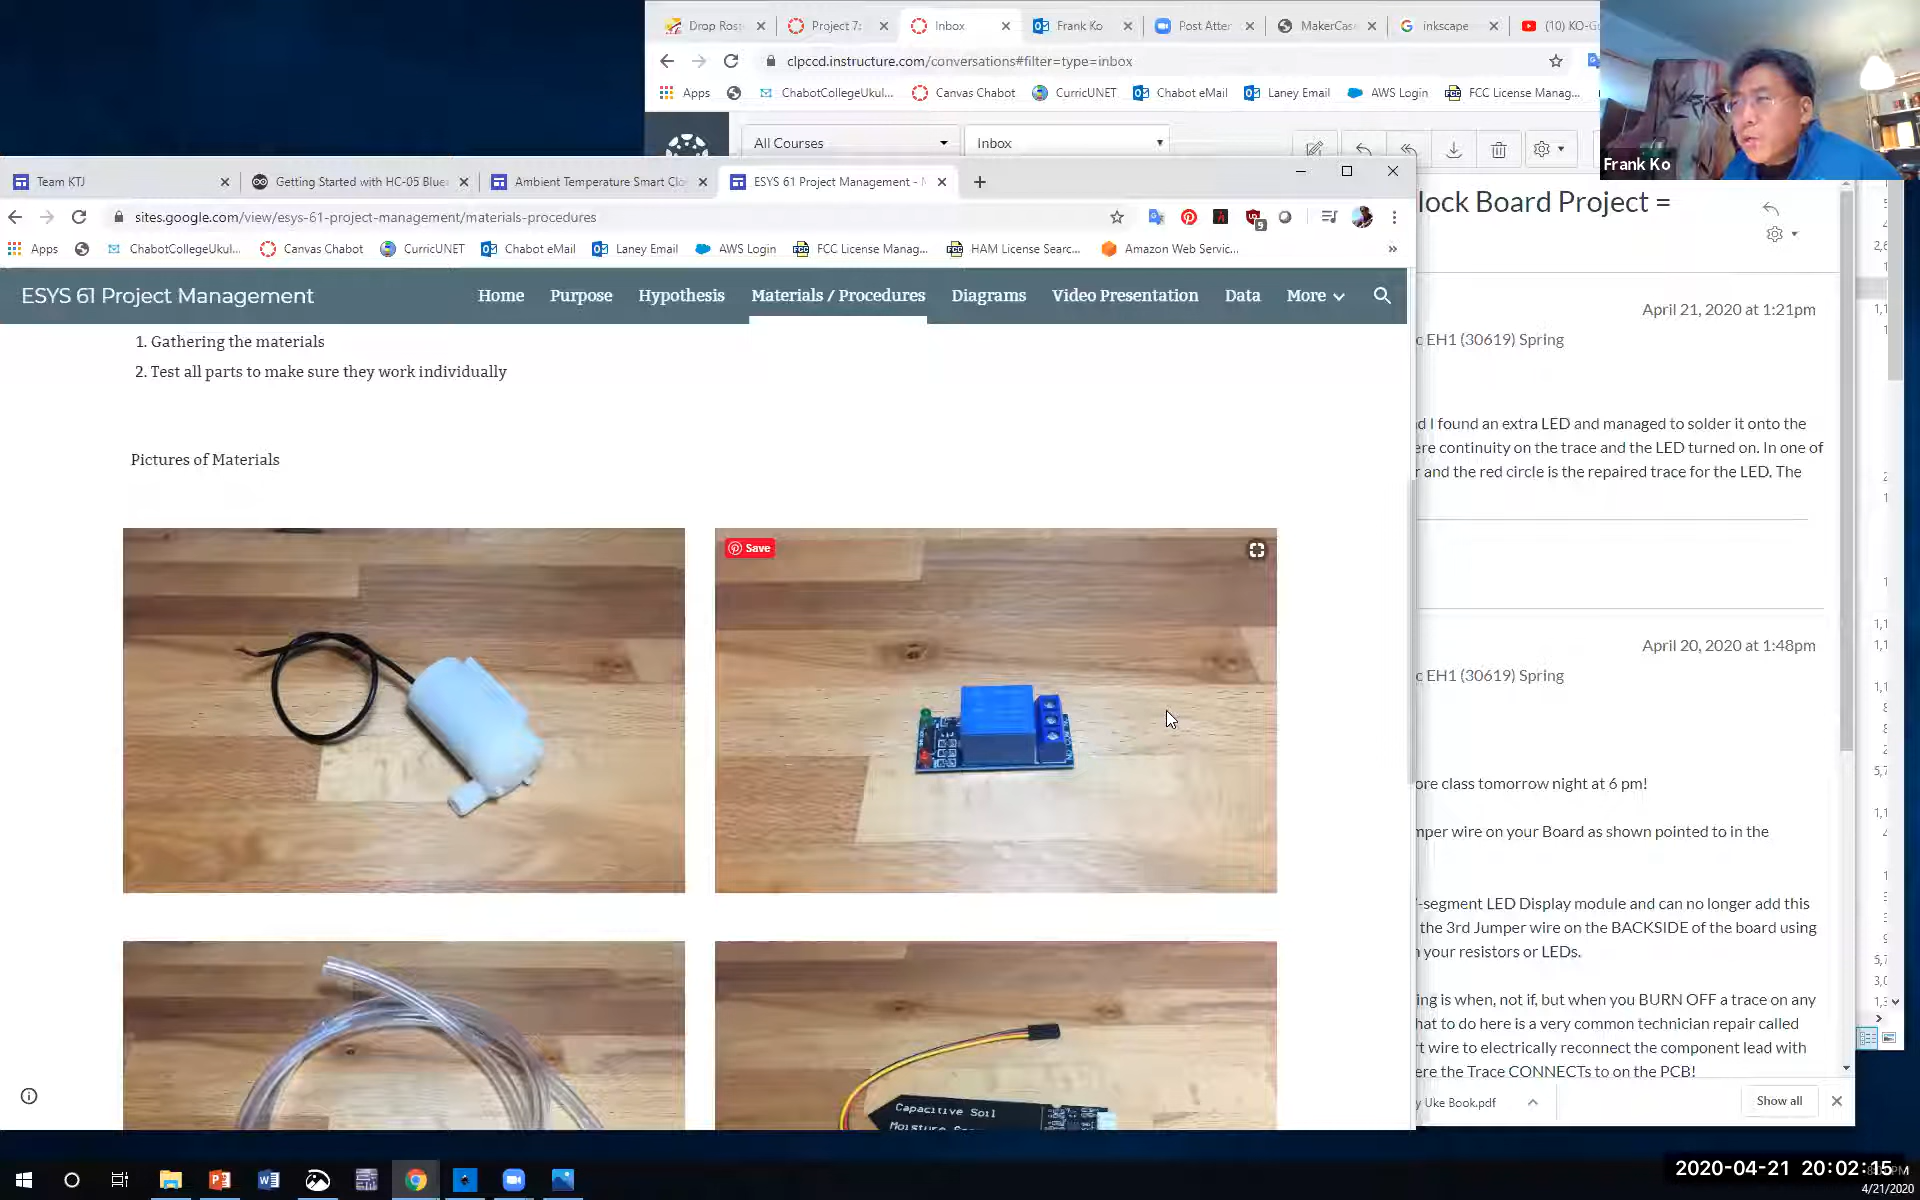 Drop Rost
Project 7:
Inbox
Frank Ko
Post Atter
MakerCas
inkscape
(10) KO-G
clpccd.instructure.com/conversations#filter=type=inbox
Apps
ChabotCollegeUkul...
Canvas Chabot
CurricUNET
Chabot eMail
Laney Email
AWS Login
FCC License Manag...
All Courses
Inbox
Frank Ko
Team KTJ
Getting Started with HC-05 Blue
Ambient Temperature Smart Clo
ESYS 61 Project Management -
sites.google.com/view/esys-61-project-management/materials-procedures
9
Apps
ChabotCollegeUkul...
Canvas Chabot
CurricUNET
Chabot eMail
Laney Email
AWS Login
FCC License Manag...
HAM License Searc...
Amazon Web Servic...
»
ESYS 61 Project Management
Home
Purpose
Hypothesis
Materials / Procedures
Diagrams
Video Presentation
Data
More
1. Gathering the materials
2. Test all parts to make sure they work individually
Pictures of Materials
Save
Capacitive Soil
lock Board Project =
April 21, 2020 at 1:21pm
EH1 (30619) Spring
I found an extra LED and managed to solder it onto the
ere continuity on the trace and the LED turned on. In one of
and the red circle is the repaired trace for the LED. The
April 20, 2020 at 1:48pm
EH1 (30619) Spring
ore class tomorrow night at 6 pm!
mper wire on your Board as shown pointed to in the
-segment LED Display module and can no longer add this
the 3rd Jumper wire on the BACKSIDE of the board using
your resistors or LEDs.
ing is when, not if, but when you BURN OFF a trace on any
hat to do here is a very common technician repair called
rt wire to electrically reconnect the component lead with
ere the Trace CONNECTs to on the PCB!
y Uke Book.pdf
Show all
2020-04-21 20:02:15
4/21/2020